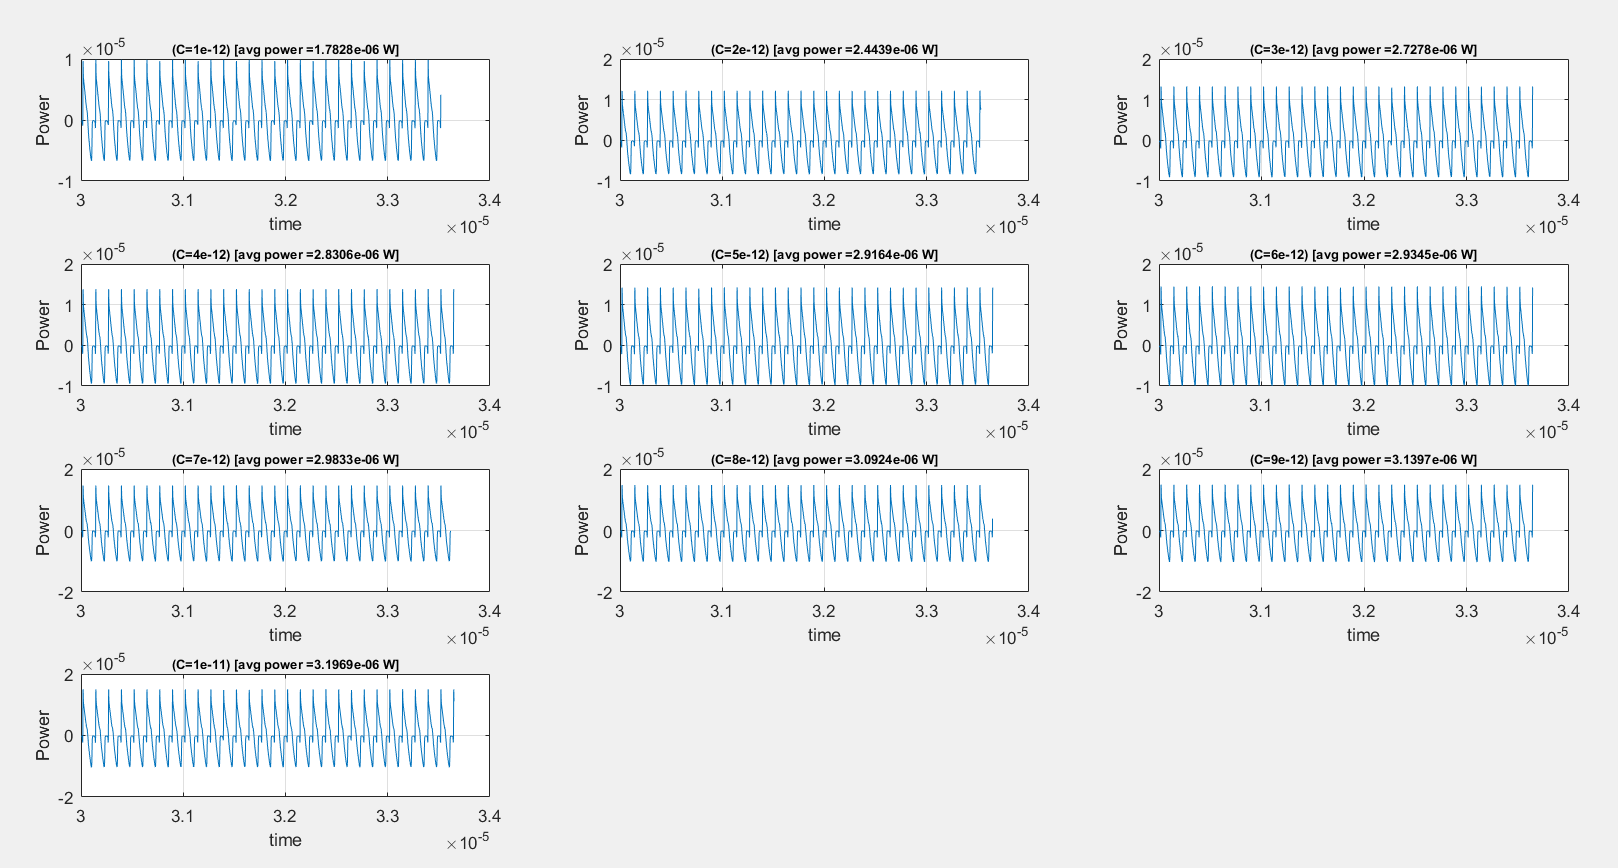 ×10-5 (C=1e-12) [avg power =1.7828e-06 W]
1
0
-1
Power
3 3.1 3.2 3.3 3.4
time
×10-5
×10-5 (C=2e-12) [avg power =2.4439e-06 W]
2
1
0
-1
Power
3 3.1 3.2 3.3 3.4
time
×10-5
×10-5 (C=3e-12) [avg power =2.7278e-06 W]
2
1
0
-1
Power
3 3.1 3.2 3.3 3.4
time
×10-5
×10-5 (C=4e-12) [avg power =2.8306e-06 W]
2
1
0
-1
Power
3 3.1 3.2 3.3 3.4
time
×10-5
×10-5 (C=5e-12) [avg power =2.9164e-06 W]
2
1
0
-1
Power
3 3.1 3.2 3.3 3.4
time
×10-5
×10-5 (C=6e-12) [avg power =2.9345e-06 W]
2
1
0
-1
Power
3 3.1 3.2 3.3 3.4
time
×10-5
×10-5 (C=7e-12) [avg power =2.9833e-06 W]
2
0
-2
Power
3 3.1 3.2 3.3 3.4
time
×10-5
×10-5 (C=8e-12) [avg power =3.0924e-06 W]
2
0
-2
Power
3 3.1 3.2 3.3 3.4
time
×10-5
×10-5 (C=9e-12) [avg power =3.1397e-06 W]
2
0
-2
Power
3 3.1 3.2 3.3 3.4
time
×10-5
×10-5 (C=1e-11) [avg power =3.1969e-06 W]
2
0
-2
Power
3 3.1 3.2 3.3 3.4
time
×10-5